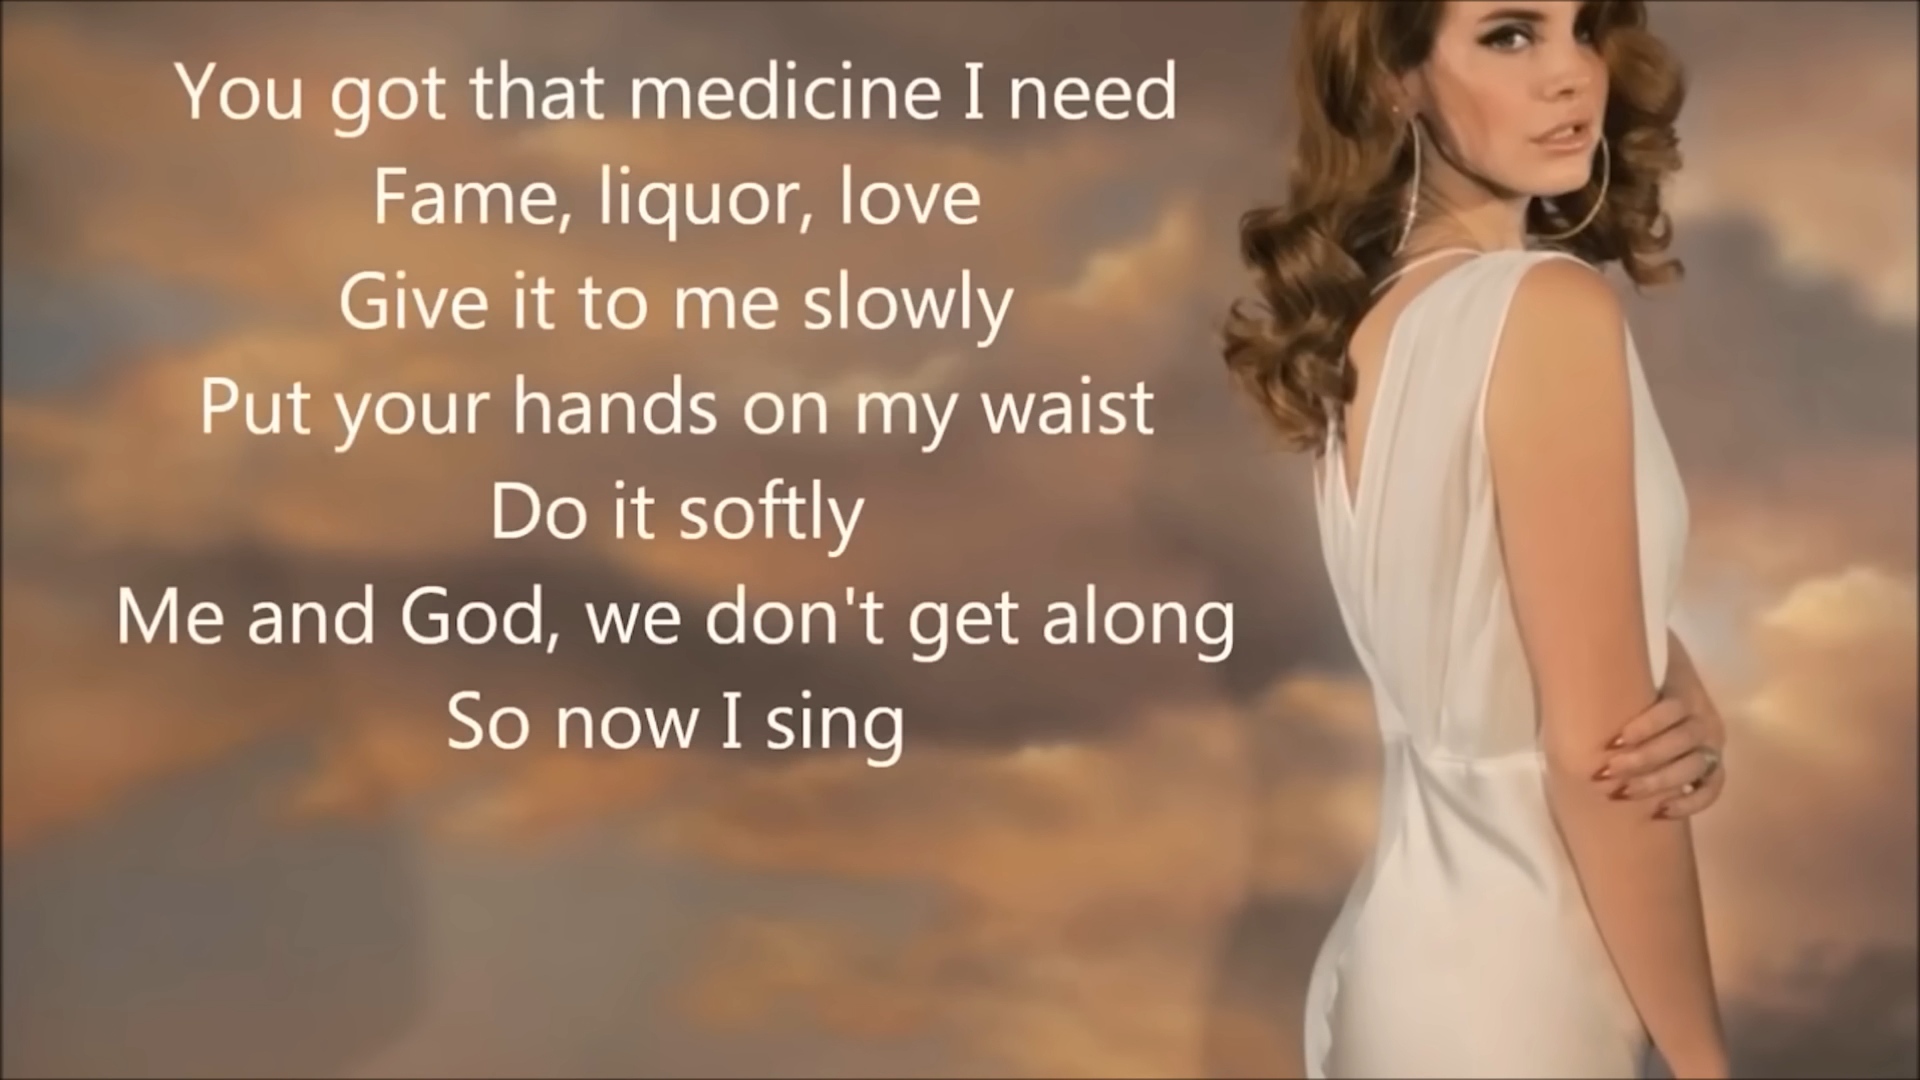 You got that medicine I need
Fame, liquor, love
Give it to me slowly
Put your hands on my waist
Do it softly
Me and God, we don't get along
So now I sing